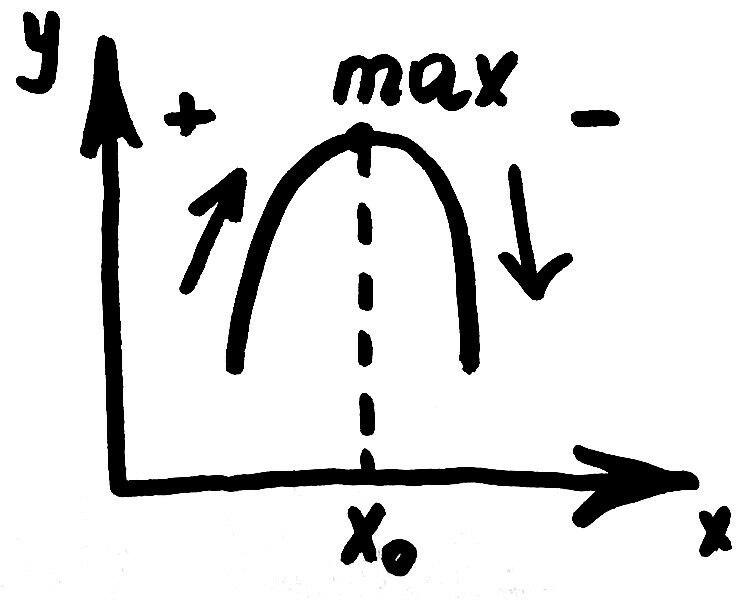 y
+ max -
x₀
x